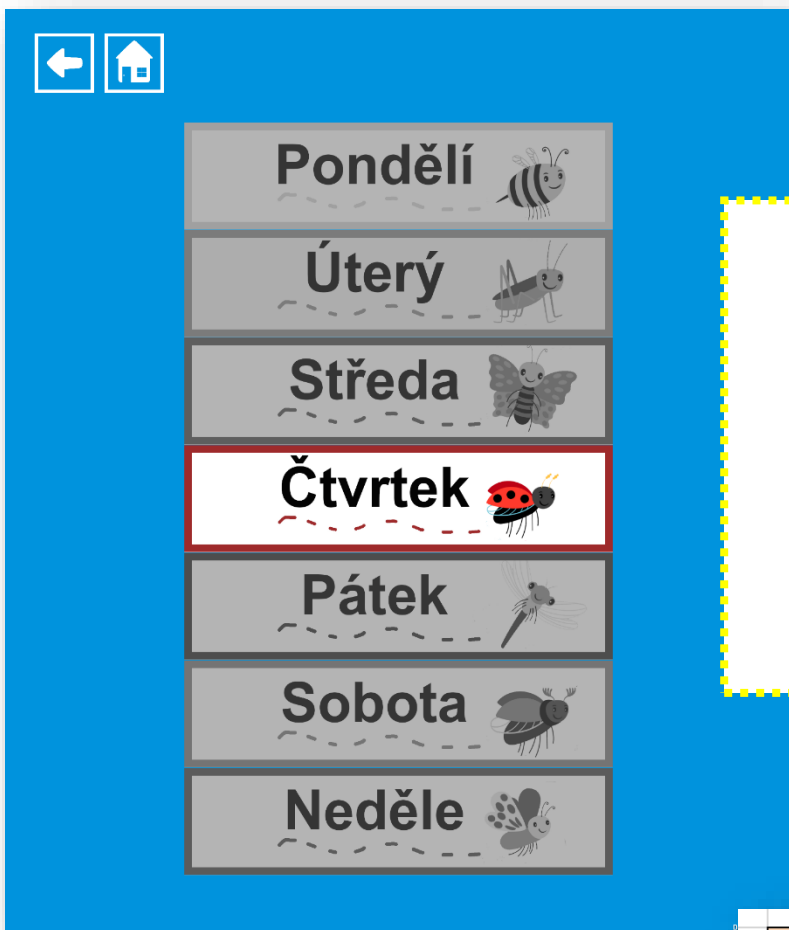 Pondělí
Úterý
Středa
Čtvrtek
Pátek
Sobota
Neděle